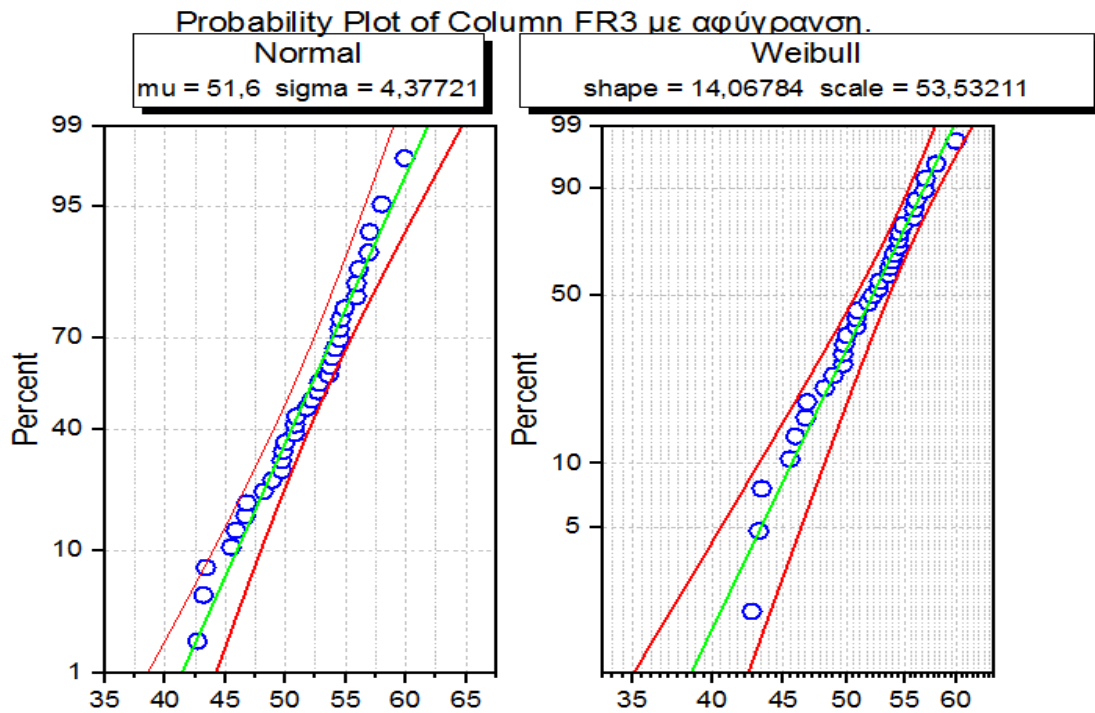 Probability Plot of Column FR3 με αφύγρανση.
Normal
mu = 51,6 sigma = 4,37721
Weibull
shape = 14,06784 scale = 53,53211
99
95
70
40
10
1
Percent
35 40 45 50 55 60 65
99
90
50
10
5
Percent
35 40 45 50 55 60